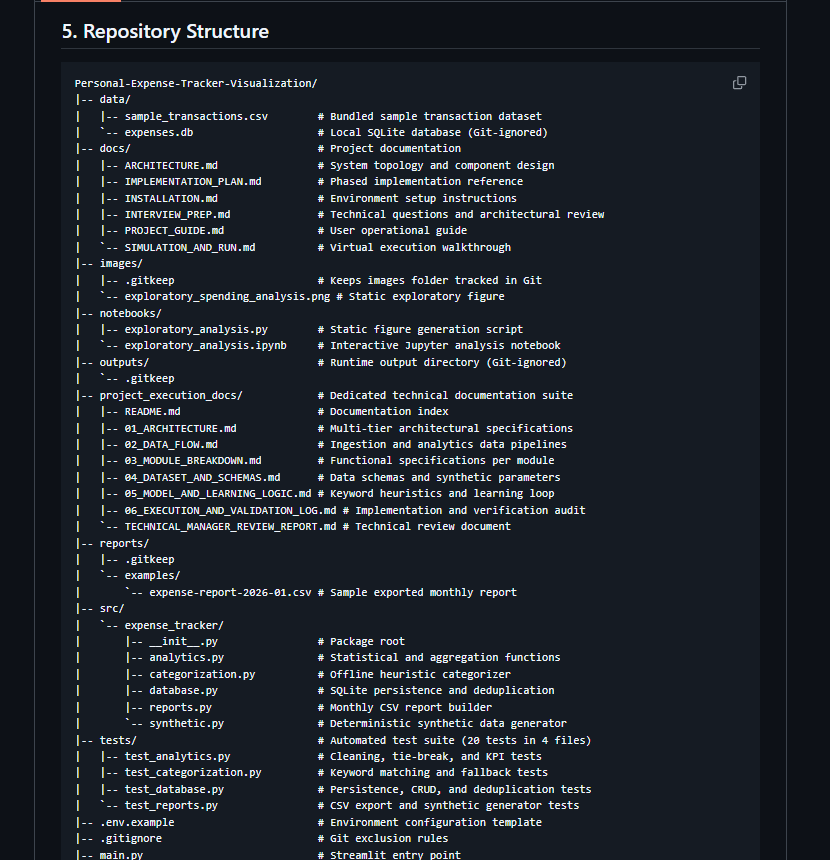 5. Repository Structure
Personal-Expense-Tracker-Visualization/
|-- data/
|   |-- sample_transactions.csv        # Bundled sample transaction dataset
|   `-- expenses.db                    # Local SQLite database (Git-ignored)
|-- docs/                              # Project documentation
|   |-- ARCHITECTURE.md                # System topology and component design
|   |-- IMPLEMENTATION_PLAN.md         # Phased implementation reference
|   |-- INSTALLATION.md                # Environment setup instructions
|   |-- INTERVIEW_PREP.md              # Technical questions and architectural review
|   |-- PROJECT_GUIDE.md               # User operational guide
|   `-- SIMULATION_AND_RUN.md          # Virtual execution walkthrough
|-- images/
|   |-- .gitkeep                       # Keeps images folder tracked in Git
|   `-- exploratory_spending_analysis.png # Static exploratory figure
|-- notebooks/
|   |-- exploratory_analysis.py        # Static figure generation script
|   `-- exploratory_analysis.ipynb     # Interactive Jupyter analysis notebook
|-- outputs/                           # Runtime output directory (Git-ignored)
|   `-- .gitkeep
|-- project_execution_docs/            # Dedicated technical documentation suite
|   |-- README.md                      # Documentation index
|   |-- 01_ARCHITECTURE.md             # Multi-tier architectural specifications
|   |-- 02_DATA_FLOW.md                # Ingestion and analytics data pipelines
|   |-- 03_MODULE_BREAKDOWN.md         # Functional specifications per module
|   |-- 04_DATASET_AND_SCHEMAS.md      # Data schemas and synthetic parameters
|   |-- 05_MODEL_AND_LEARNING_LOGIC.md # Keyword heuristics and learning loop
|   |-- 06_EXECUTION_AND_VALIDATION_LOG.md # Implementation and verification audit
|   `-- TECHNICAL_MANAGER_REVIEW_REPORT.md # Technical review document
|-- reports/
|   |-- .gitkeep
|   `-- examples/
|       `-- expense-report-2026-01.csv # Sample exported monthly report
|-- src/
|   `-- expense_tracker/
|       |-- __init__.py                # Package root
|       |-- analytics.py               # Statistical and aggregation functions
|       |-- categorization.py          # Offline heuristic categorizer
|       |-- database.py                # SQLite persistence and deduplication
|       |-- reports.py                 # Monthly CSV report builder
|       `-- synthetic.py               # Deterministic synthetic data generator
|-- tests/                             # Automated test suite (20 tests in 4 files)
|   |-- test_analytics.py              # Cleaning, tie-break, and KPI tests
|   |-- test_categorization.py         # Keyword matching and fallback tests
|   |-- test_database.py               # Persistence, CRUD, and deduplication tests
|   `-- test_reports.py                # CSV export and synthetic generator tests
|-- .env.example                       # Environment configuration template
|-- .gitignore                         # Git exclusion rules
|-- main.py                            # Streamlit entry point